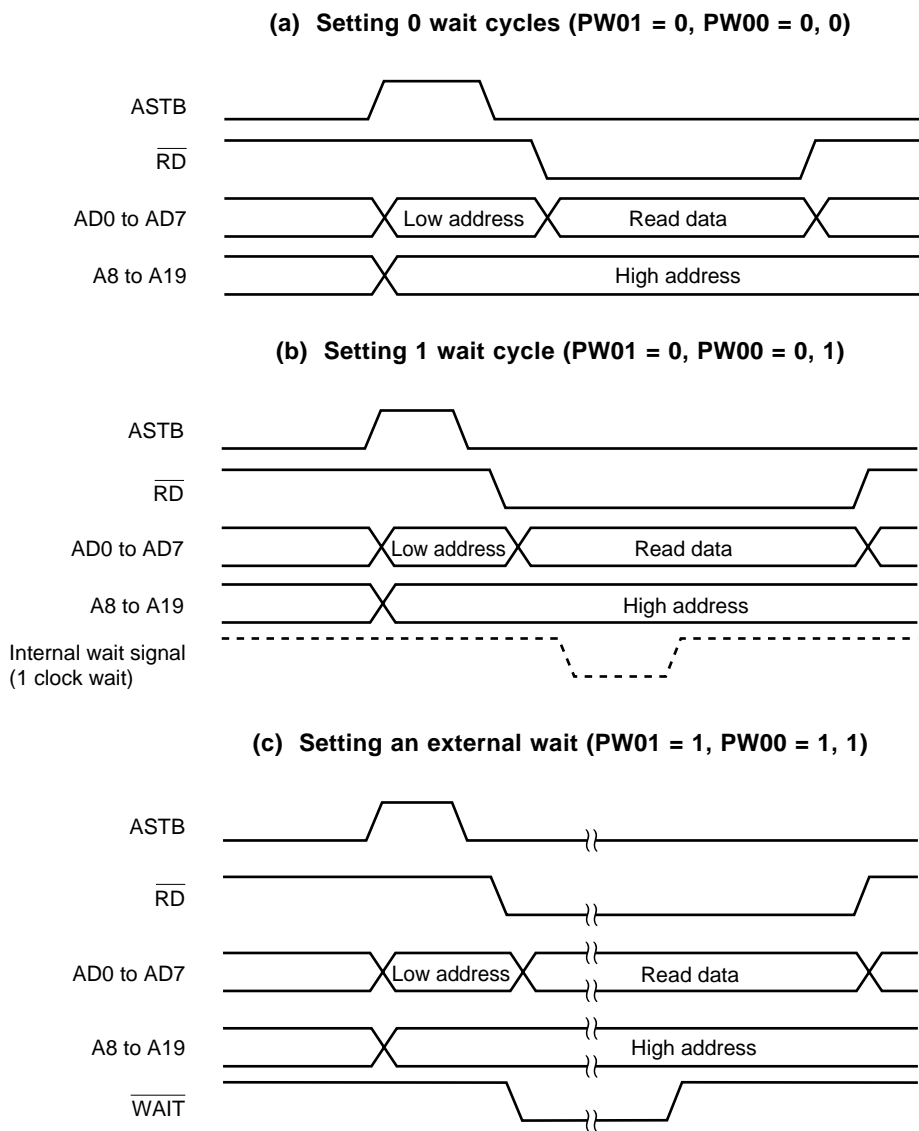 (a) Setting 0 wait cycles (PW01 = 0, PW00 = 0, 0)
ASTB
RD
AD0 to AD7
Low address
Read data
A8 to A19
High address
(b) Setting 1 wait cycle (PW01 = 0, PW00 = 0, 1)
ASTB
RD
AD0 to AD7
Low address
Read data
A8 to A19
High address
Internal wait signal
(1 clock wait)
(c) Setting an external wait (PW01 = 1, PW00 = 1, 1)
ASTB
RD
AD0 to AD7
Low address
Read data
A8 to A19
High address
WAIT